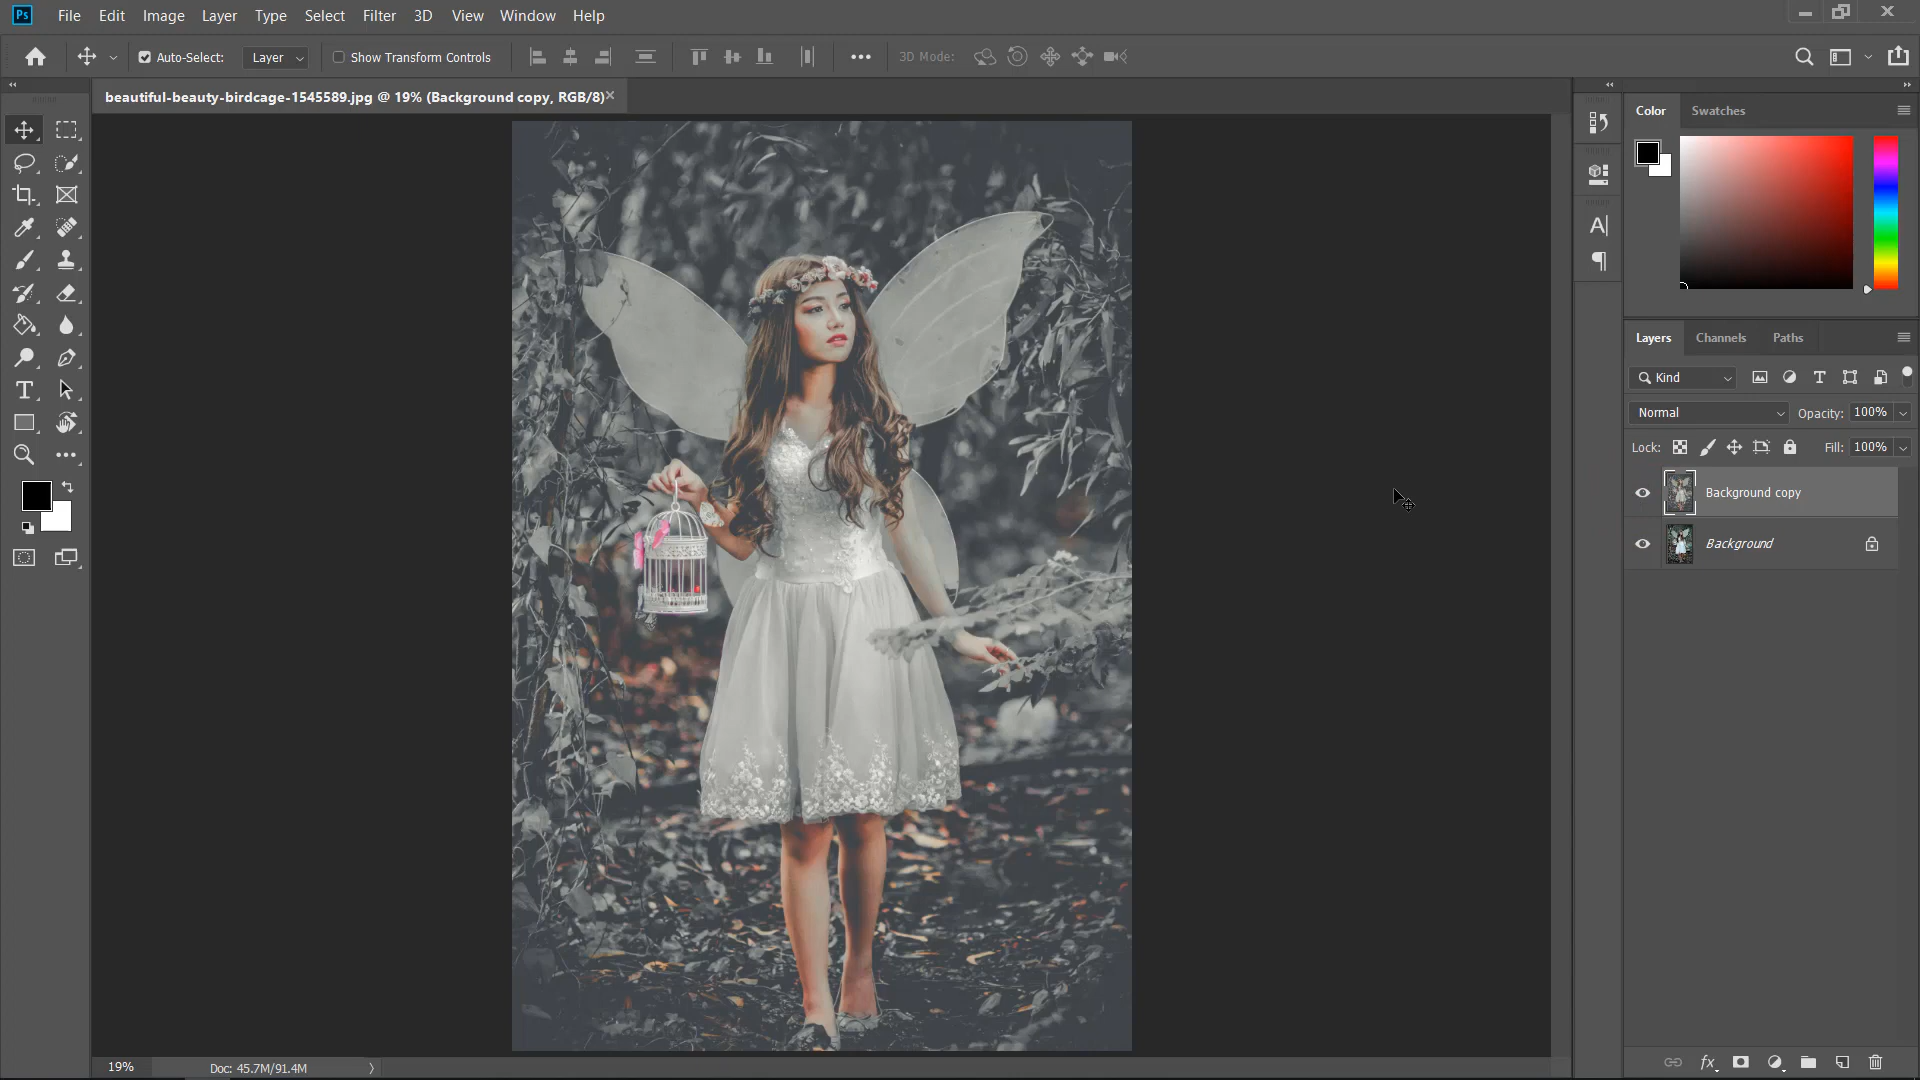 Ps File Edit Image Layer Type Select Filter 3D View Window Help
Auto-Select: Layer Show Transform Controls 3D Mode:
beautiful-beauty-birdcage-1545589.jpg @ 19% (Background copy, RGB/8)
Color Swatches
Layers Channels Paths
Kind
Normal Opacity: 100%
Lock: Fill: 100%
Background copy
Background
fx
19% Doc: 45.7M/91.4M